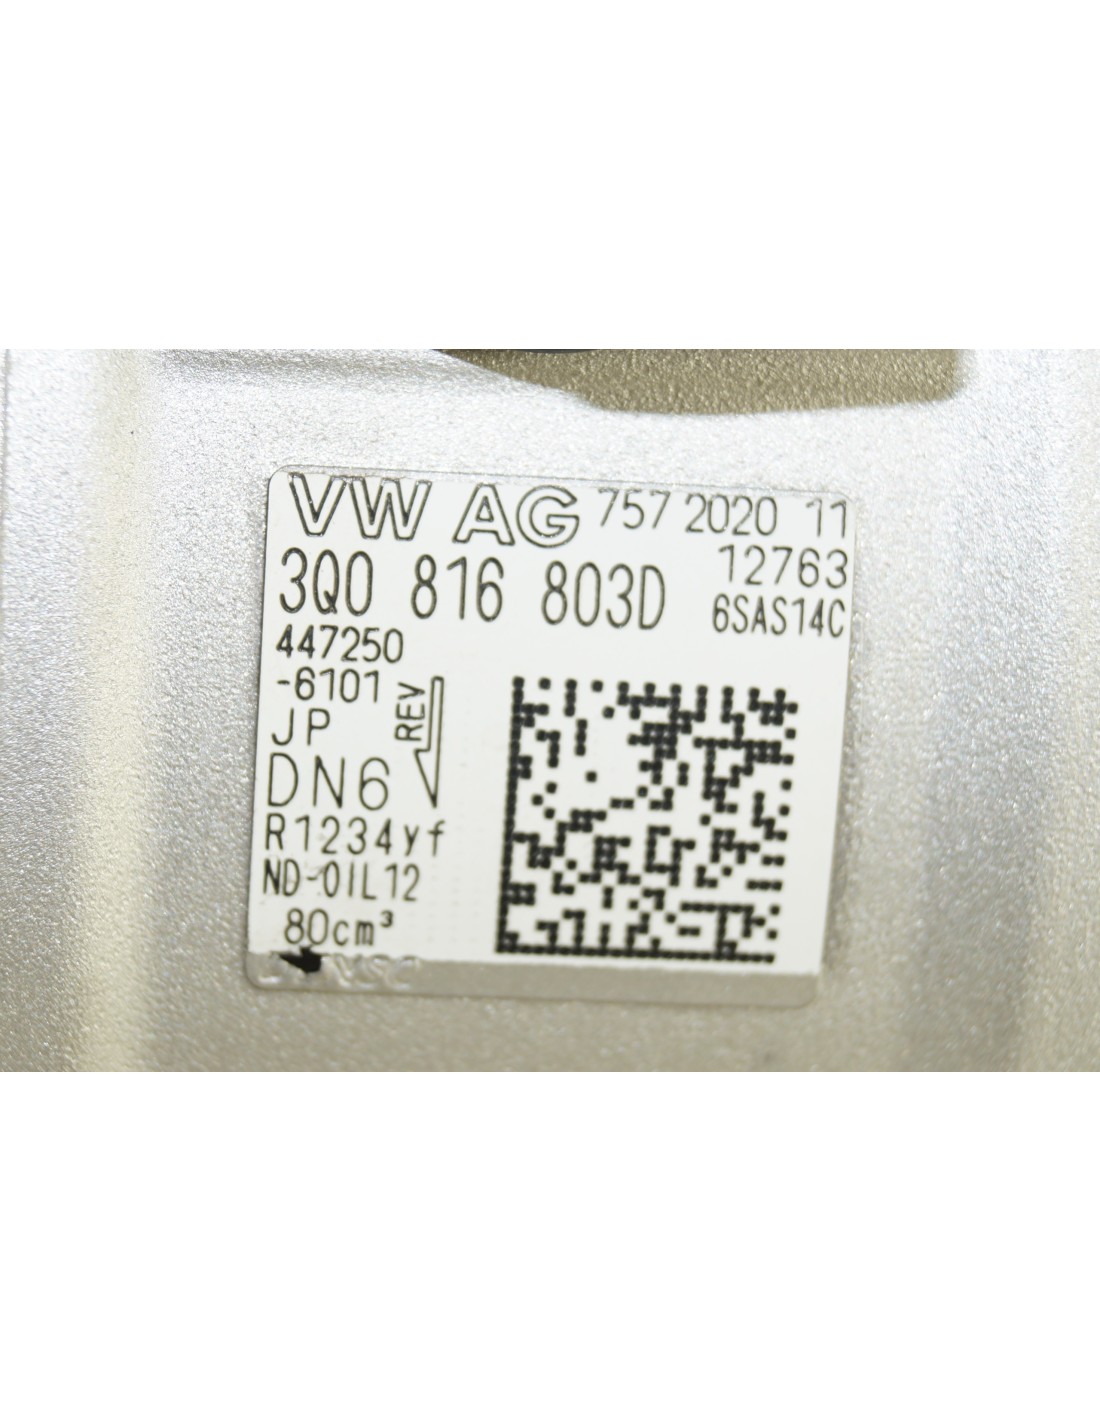 VW AG 757 2020 11
12763
3Q0 816 803D 6SAS14C
447250
-6101
JP
REV
DN6
R1234yf
ND-OIL12
80cm³